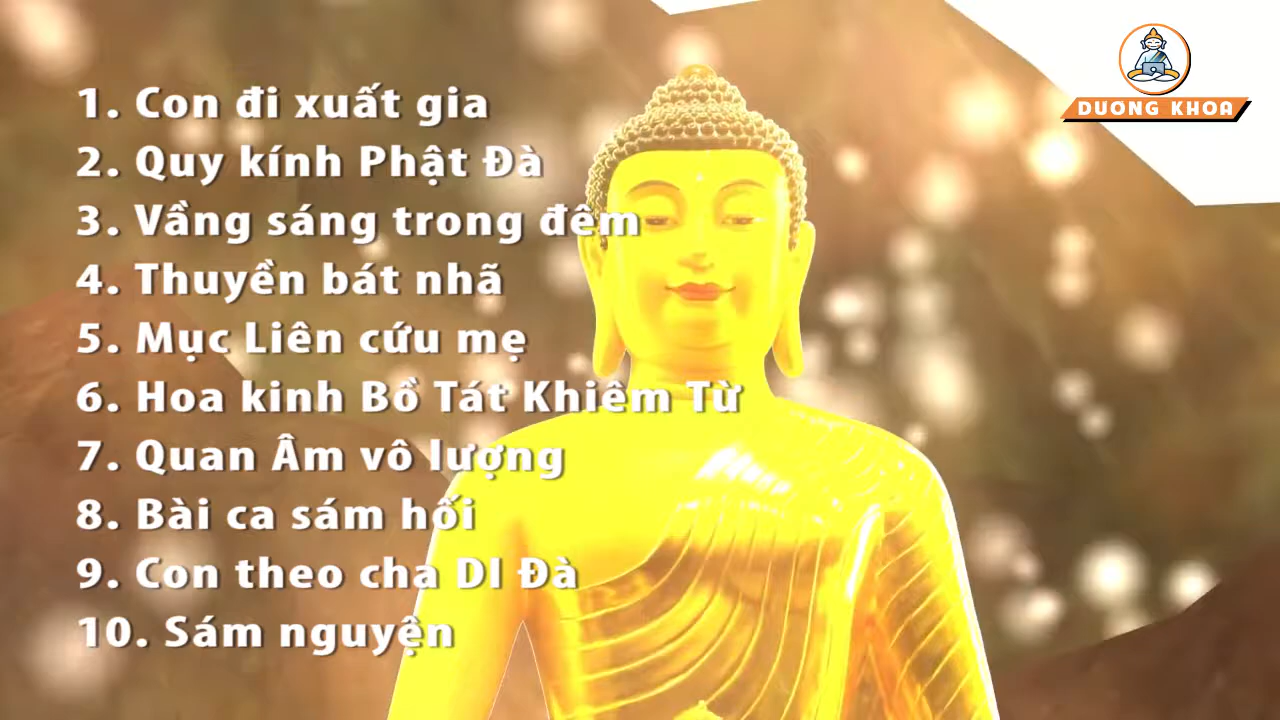 DUONG KHOA
1. Con đi xuất gia
2. Quy kính Phật Đà
3. Vầng sáng trong đêm
4. Thuyền bát nhã
5. Mục Liên cứu mẹ
6. Hoa kinh Bồ Tát Khiêm Từ
7. Quan Âm vô lượng
8. Bài ca sám hối
9. Con theo cha DI Đà
10. Sám nguyện